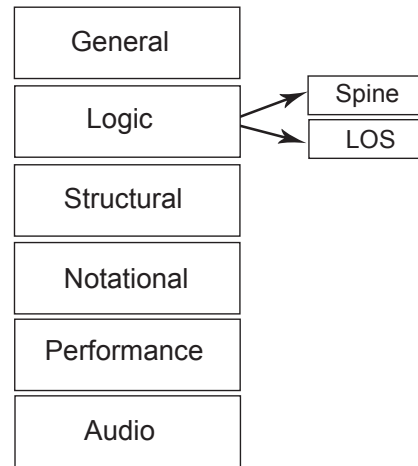 General
Logic
Spine
LOS
Structural
Notational
Performance
Audio